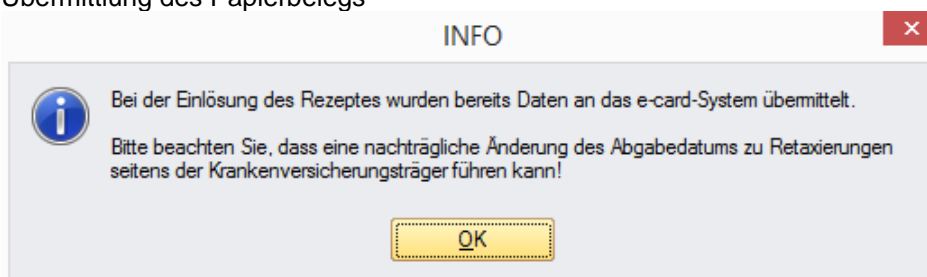 Übermittlung des Papierbelegs
INFO
Bei der Einlösung des Rezeptes wurden bereits Daten an das e-card-System übermittelt.
Bitte beachten Sie, dass eine nachträgliche Änderung des Abgabedatums zu Retaxierungen
seitens der Krankenversicherungsträger führen kann!
OK